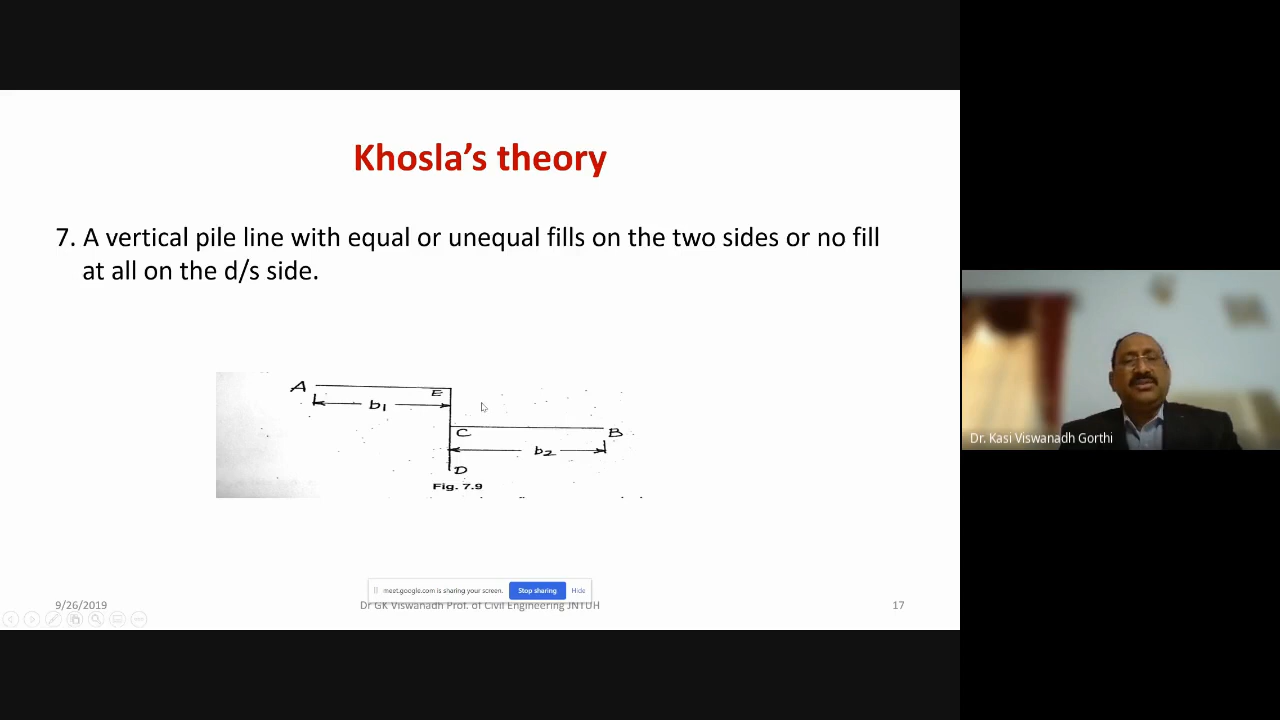 Khosla’s theory
7. A vertical pile line with equal or unequal fills on the two sides or no fill
at all on the d/s side.
A
E
b1
C
B
b2
D
Fig. 7.9
meet.google.com is sharing your screen.
Stop sharing
Hide
9/26/2019
Dr GK Viswanadh Prof. of Civil Engineering JNTUH
17
Dr. Kasi Viswanadh Gorthi